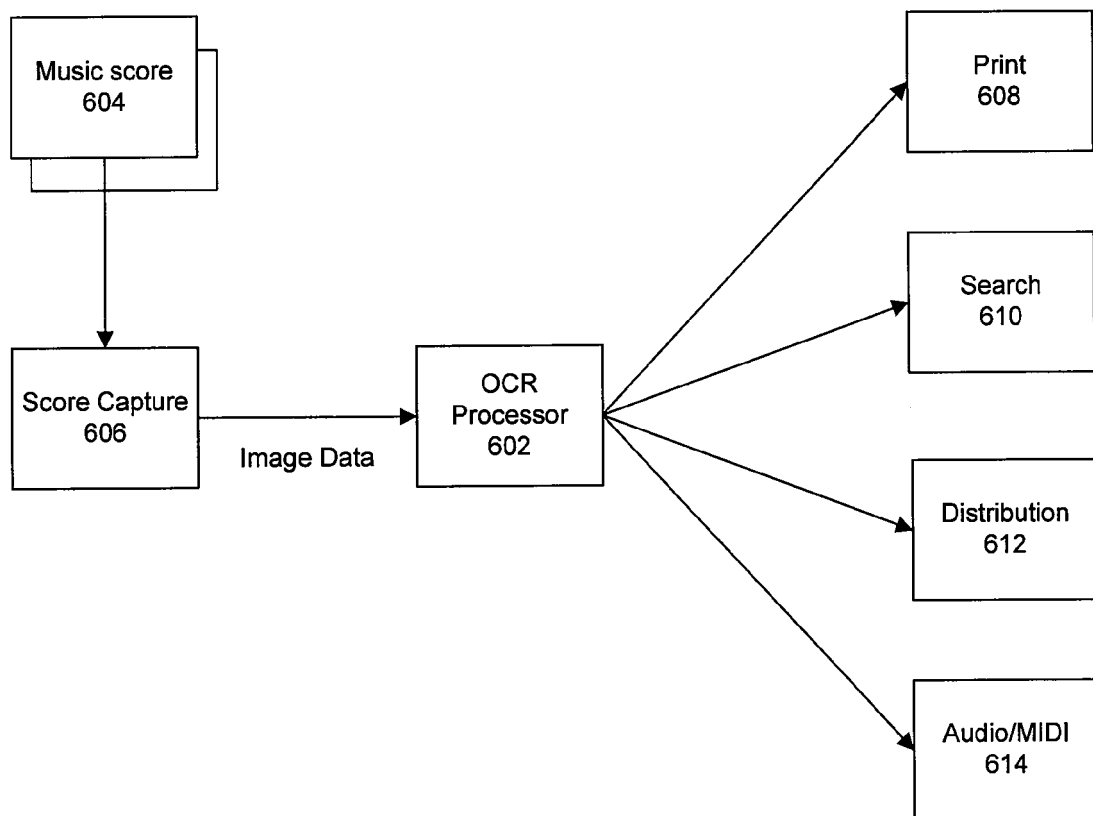 Music score
604
Print
608
Search
610
Score Capture
606
Image Data
OCR
Processor
602
Distribution
612
Audio/MIDI
614